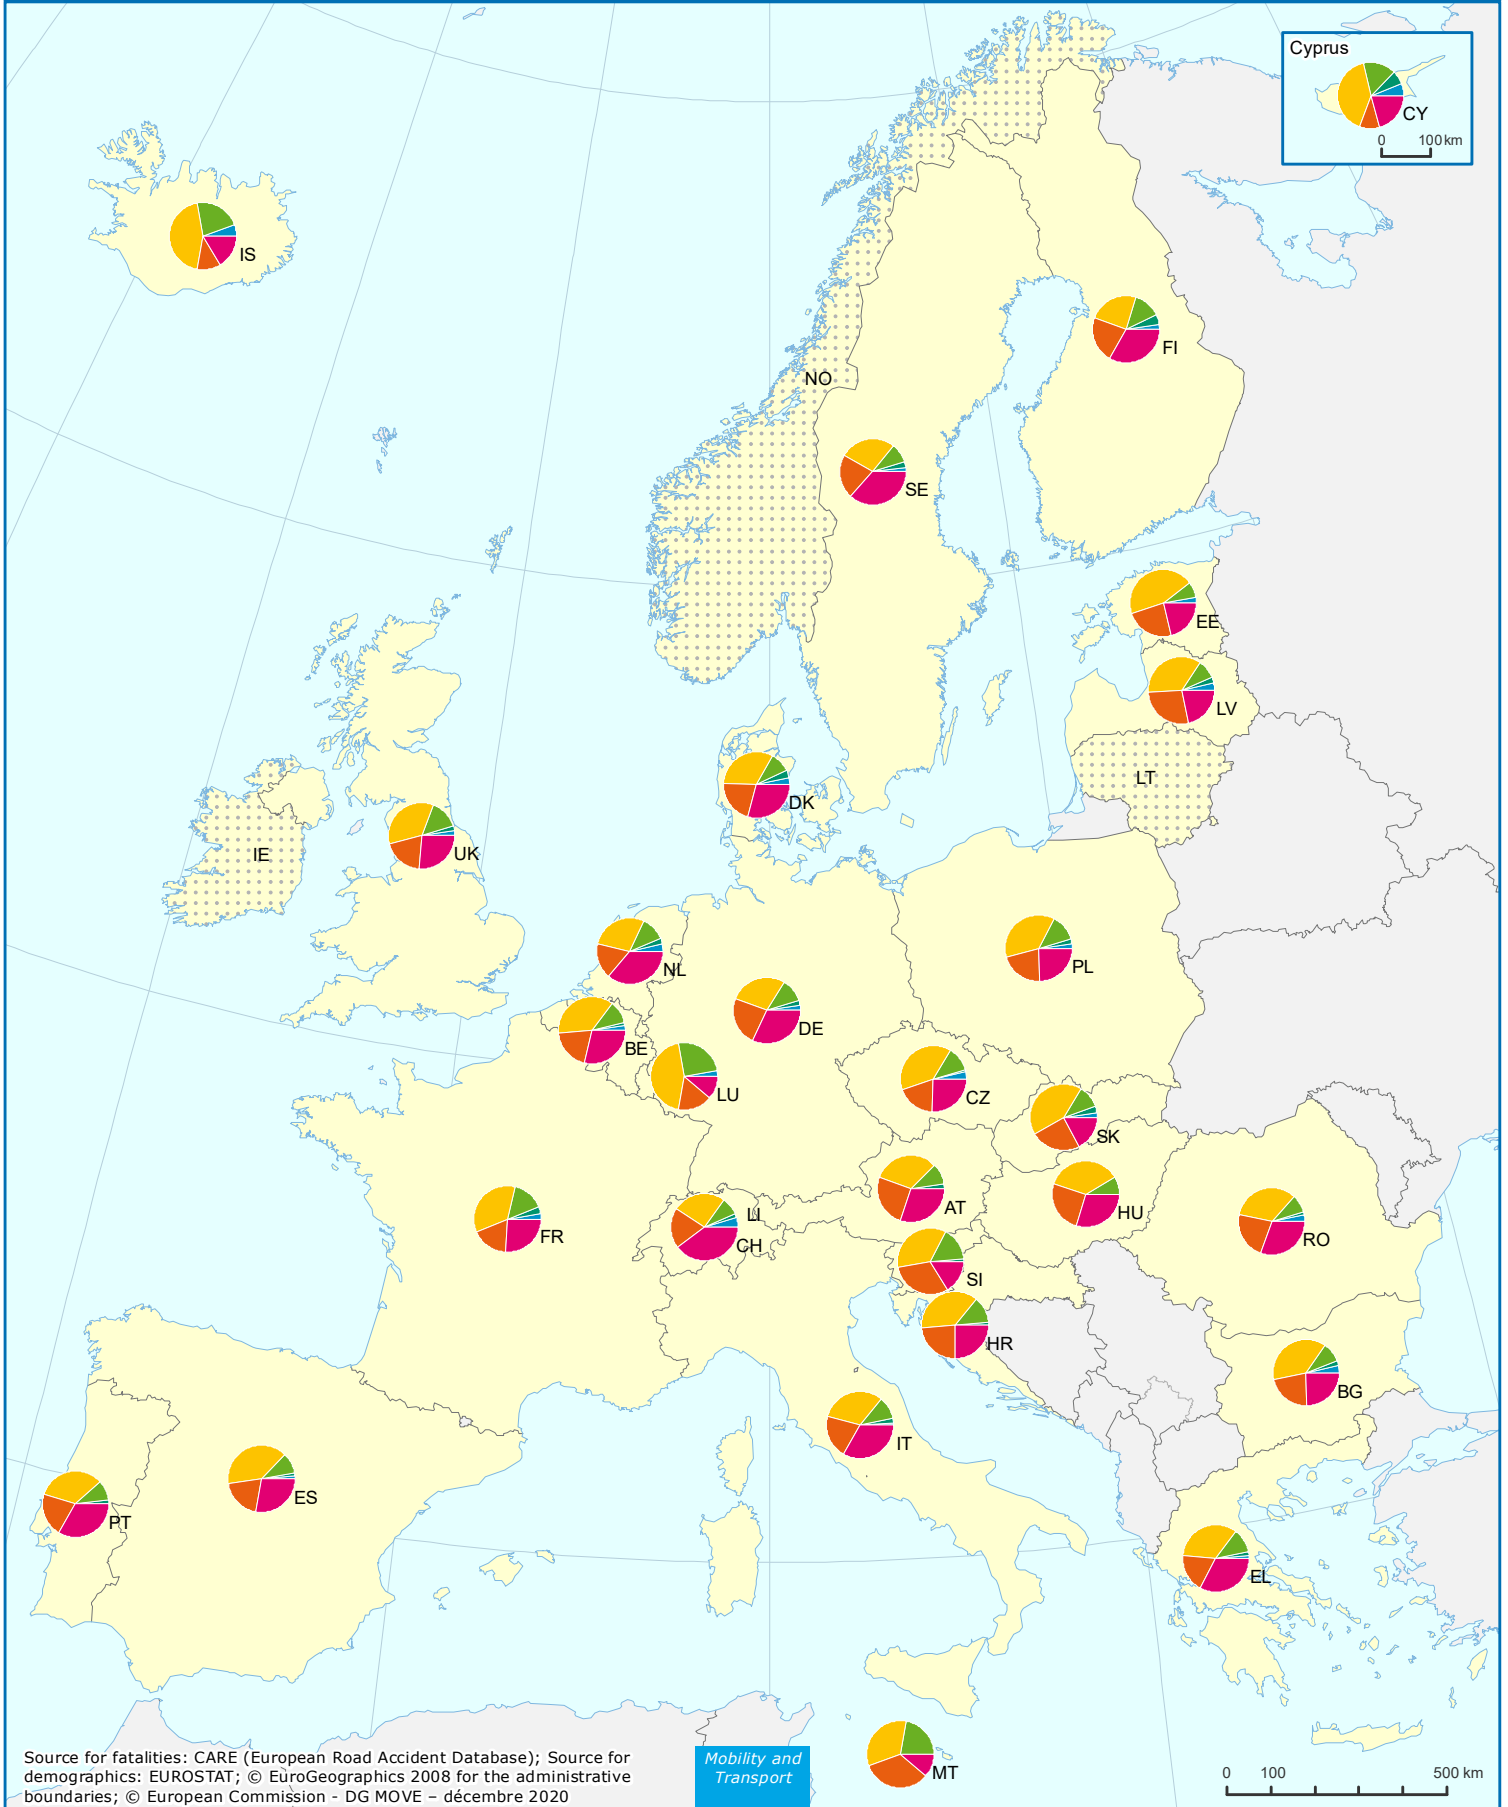 Cyprus
CY
0 100 km
IS
FI
NO
SE
EE
LV
LT
DK
IE
UK
NL
PL
DE
BE
LU
CZ
SK
AT
HU
LI
CH
FR
RO
SI
HR
BG
IT
ES
PT
EL
MT
Source for fatalities: CARE (European Road Accident Database); Source for
demographics: EUROSTAT; © EuroGeographics 2008 for the administrative
boundaries; © European Commission - DG MOVE – décembre 2020
Mobility and
Transport
0 100 500 km